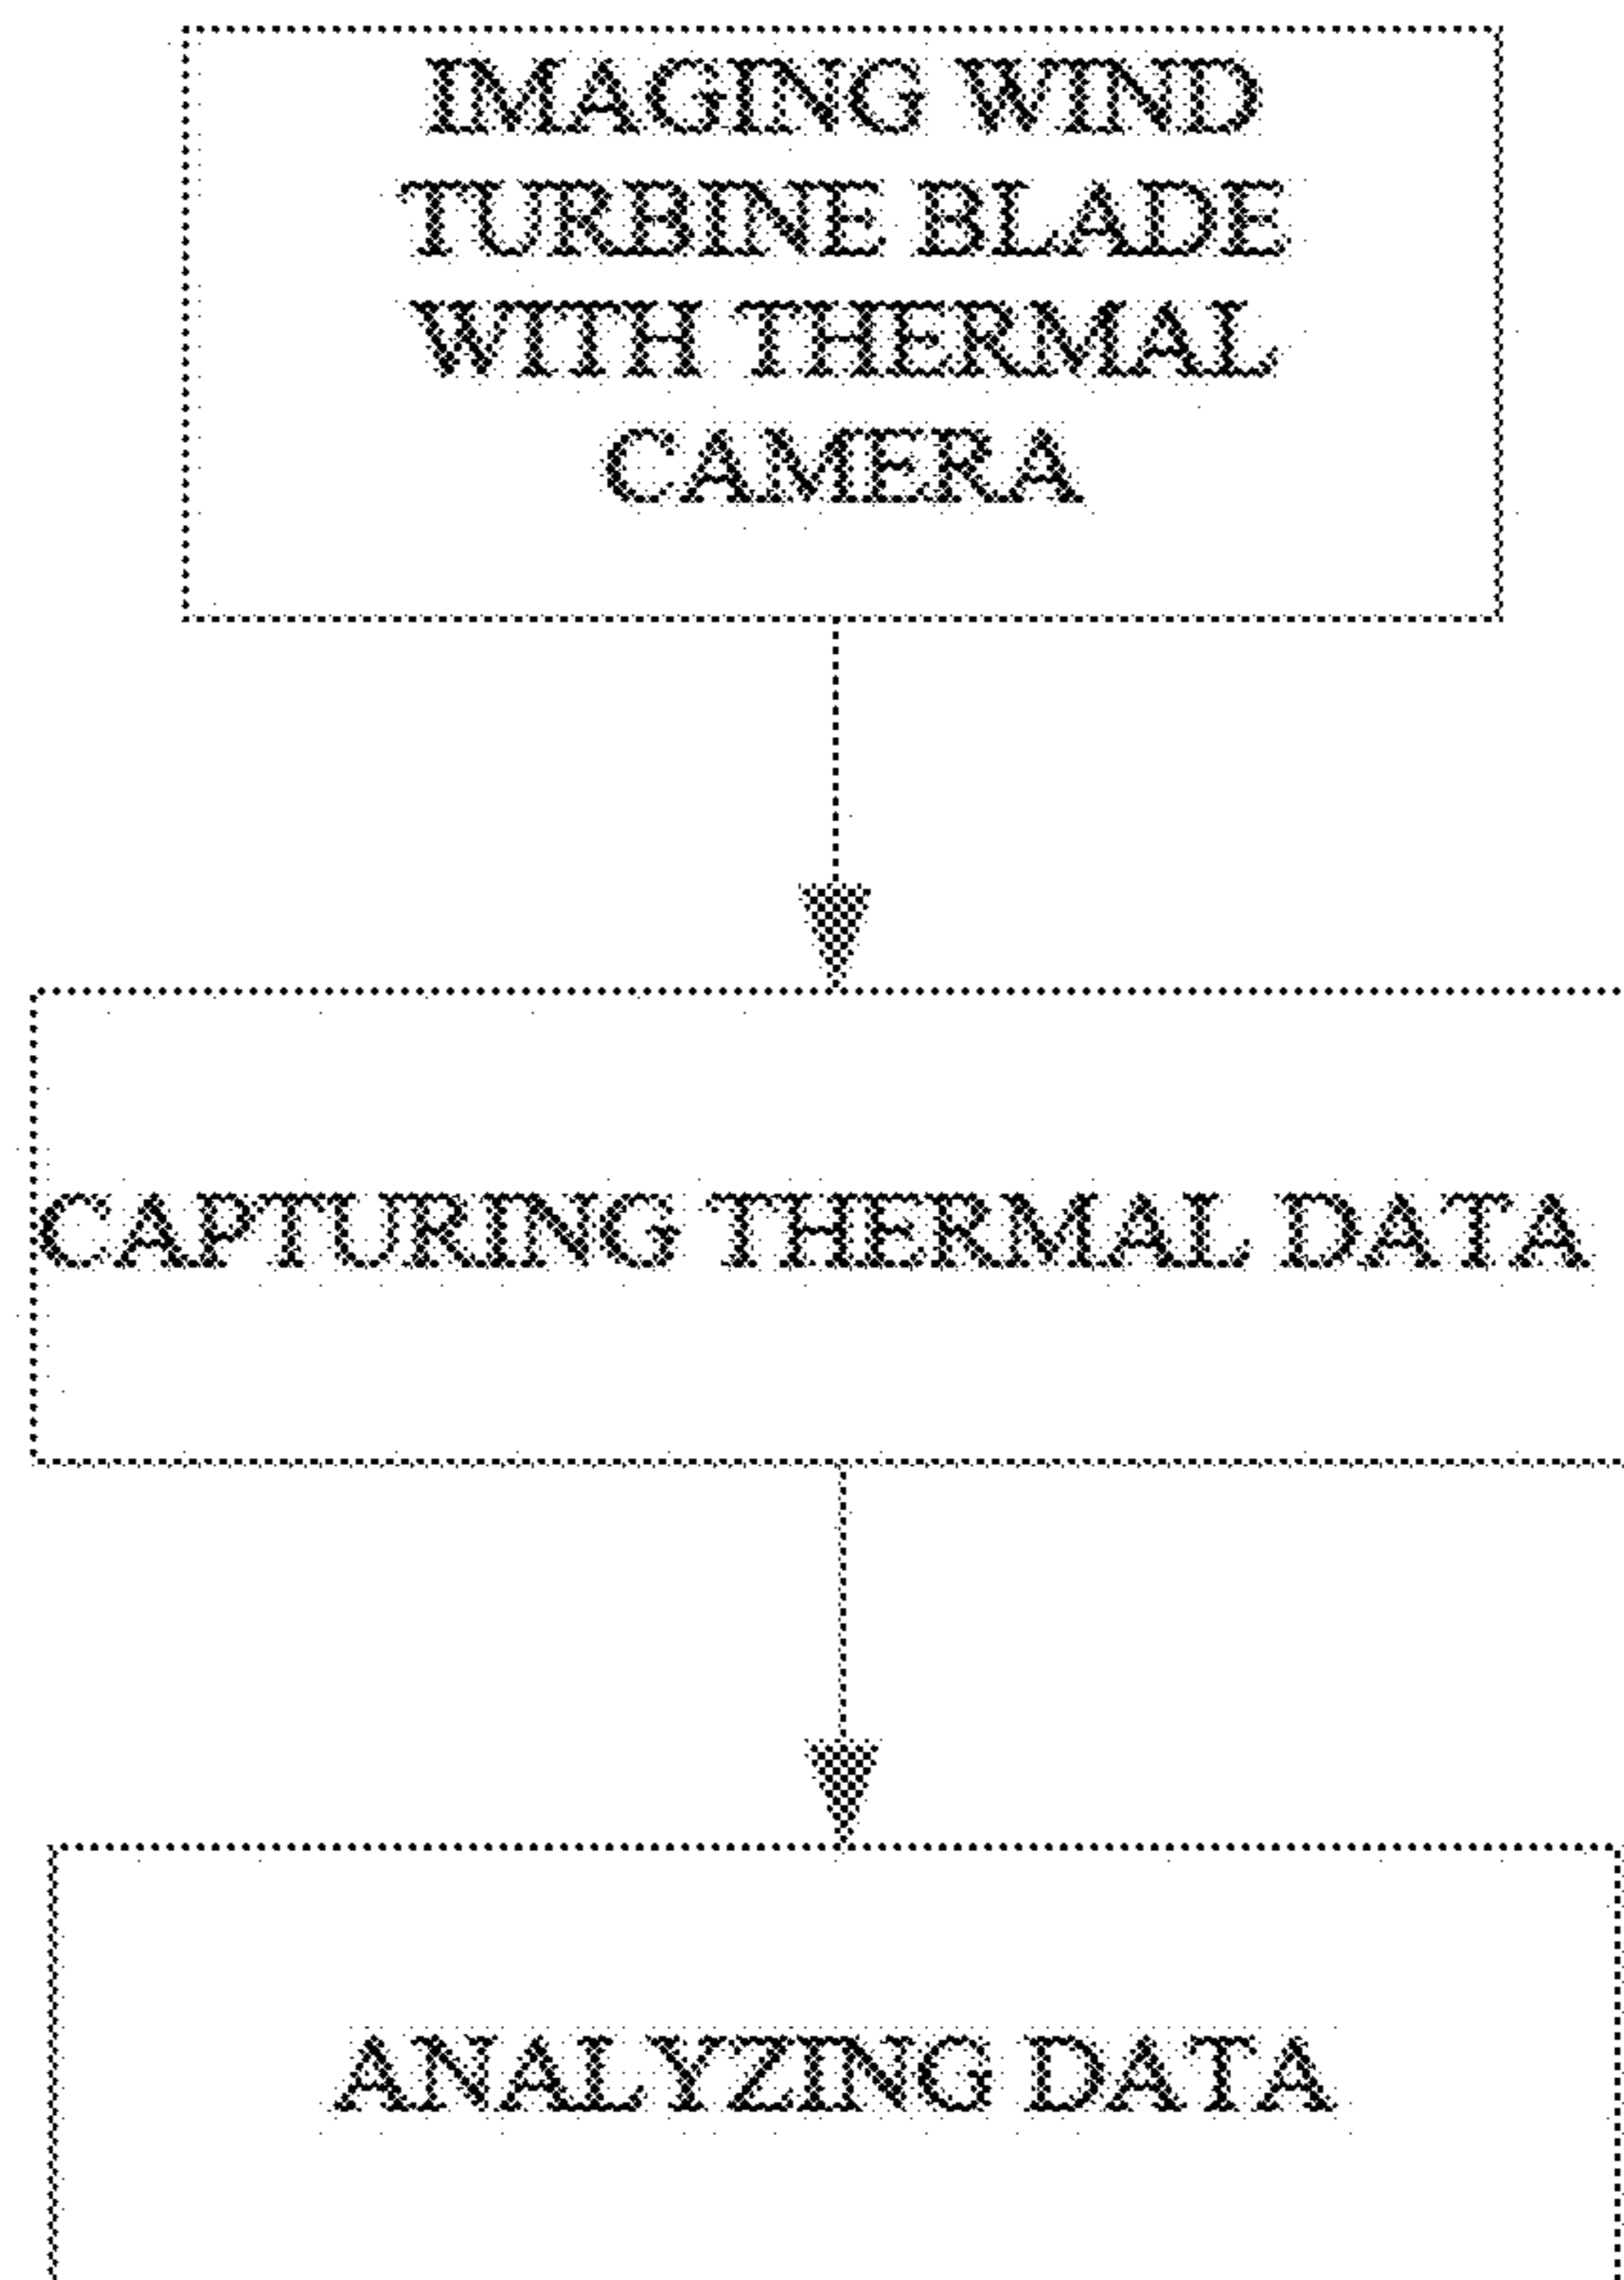 IMAGING WIND
TURBINE BLADE
WITH THERMAL
CAMERA
CAPTURING THERMAL DATA
ANALYZING DATA